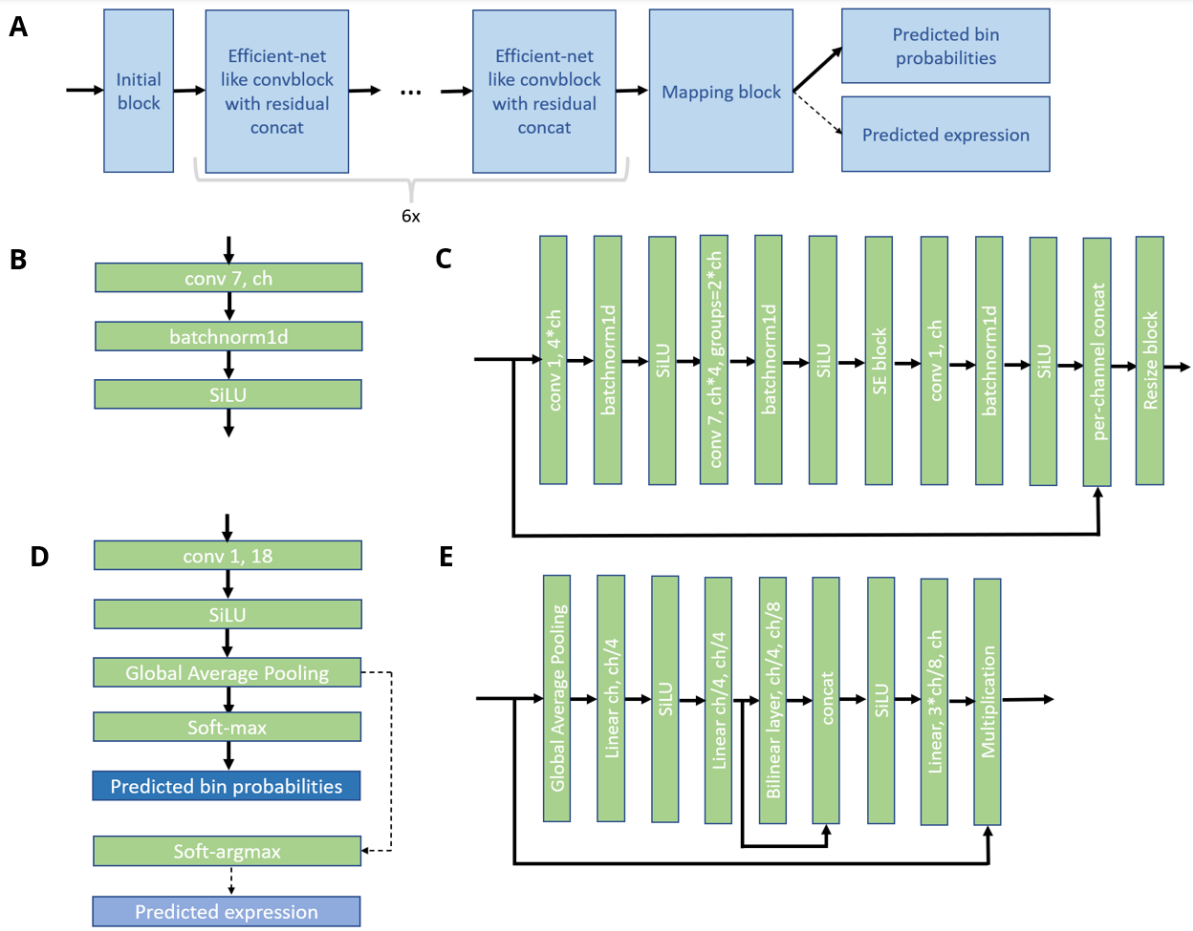 A
Initial
block
Efficient-net
like convblock
with residual
concat
...
Efficient-net
like convblock
with residual
concat
Mapping block
Predicted bin
probabilities
Predicted expression
6x
B
conv 7, ch
batchnorm1d
SiLU
C
conv 1, 4*ch
batchnorm1d
SiLU
conv 7, ch*4, groups=2*ch
batchnorm1d
SiLU
SE block
conv 1, ch
batchnorm1d
SiLU
per-channel concat
Resize block
D
conv 1, 18
SiLU
Global Average Pooling
Soft-max
Predicted bin probabilities
Soft-argmax
Predicted expression
E
Global Average Pooling
Linear ch, ch/4
SiLU
Linear ch/4, ch/4
Bilinear layer, ch/4, ch/8
concat
SiLU
Linear, 3*ch/8, ch
Multiplication